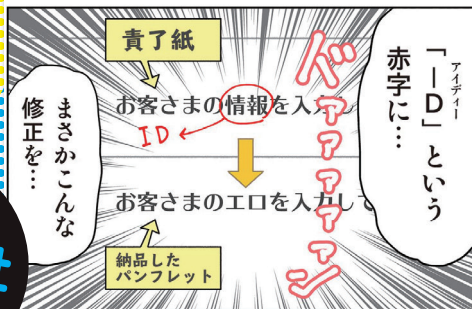 「ID」という
アイディー
赤字に…
責了紙
お客さまの情報を入力し
ID
バァァァァァン
お客さまのエロを入力して
納品した
パンフレット
まさかこんな
修正を…